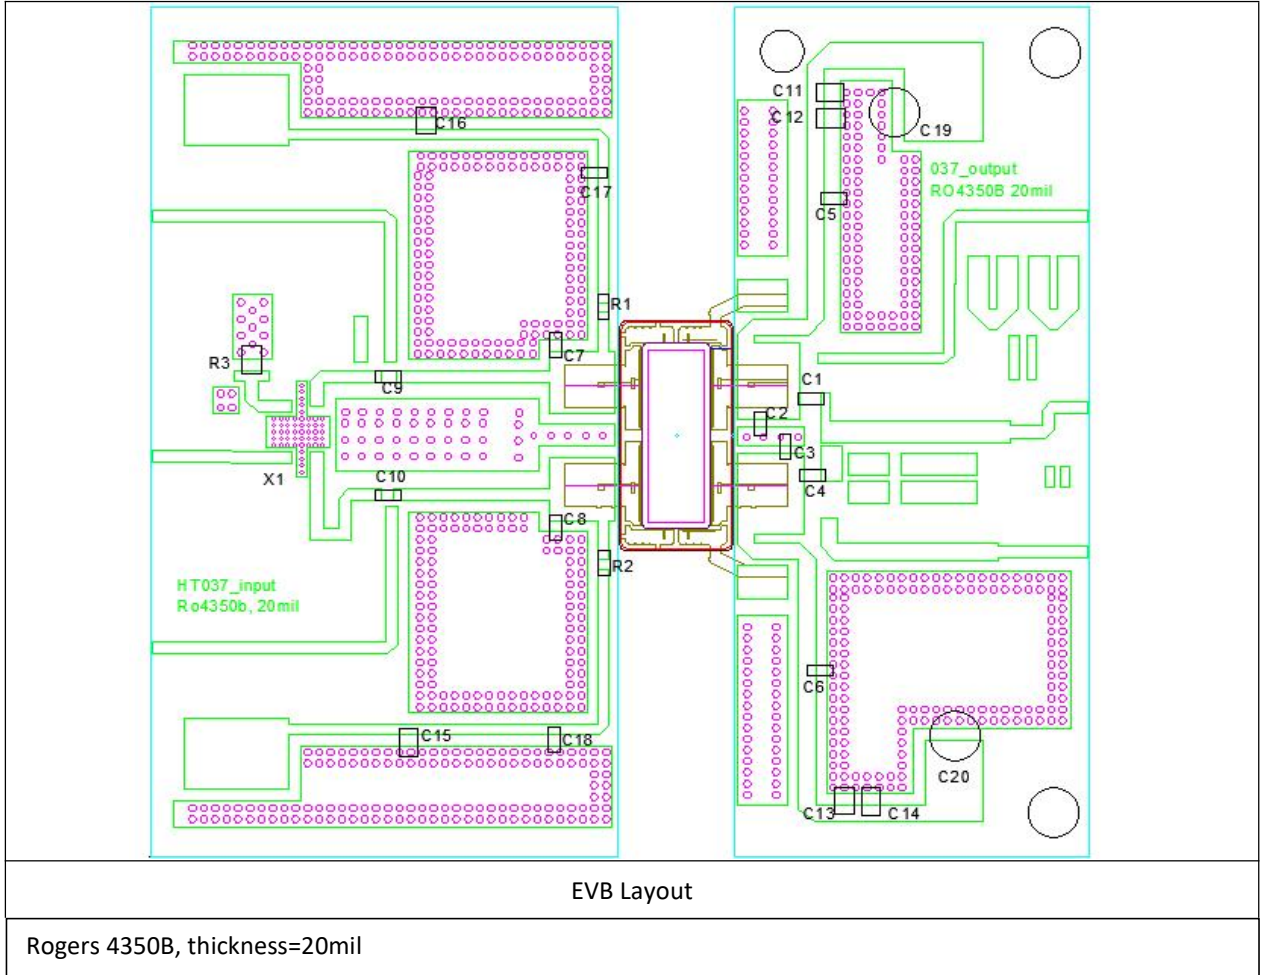 C11
C16
C12
C19
037_output
RO4350B 20mil
C17
C5
R1
R3
C7
C9
C1
C2
C3
X1
C10
C4
C8
HT037_input
Ro4350b, 20mil
R2
C6
C15
C18
C20
C13
C14
EVB Layout
Rogers 4350B, thickness=20mil